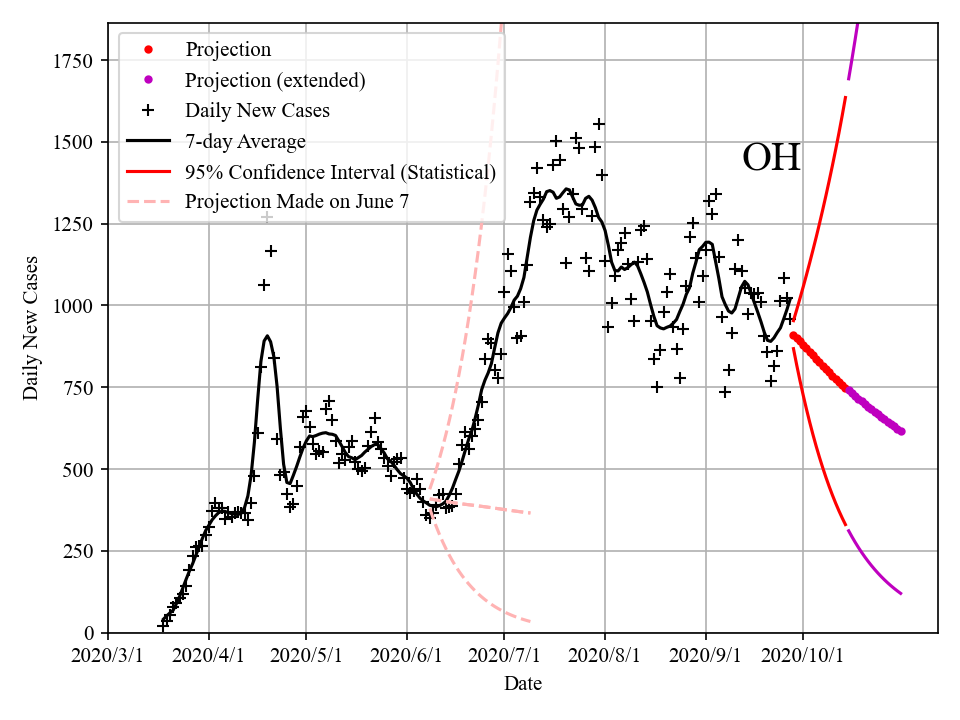 Projection
Projection (extended)
Daily New Cases
7-day Average
95% Confidence Interval (Statistical)
Projection Made on June 7
OH
Daily New Cases
1750
1500
1250
1000
750
500
250
0
2020/3/1 2020/4/1 2020/5/1 2020/6/1 2020/7/1 2020/8/1 2020/9/1 2020/10/1
Date